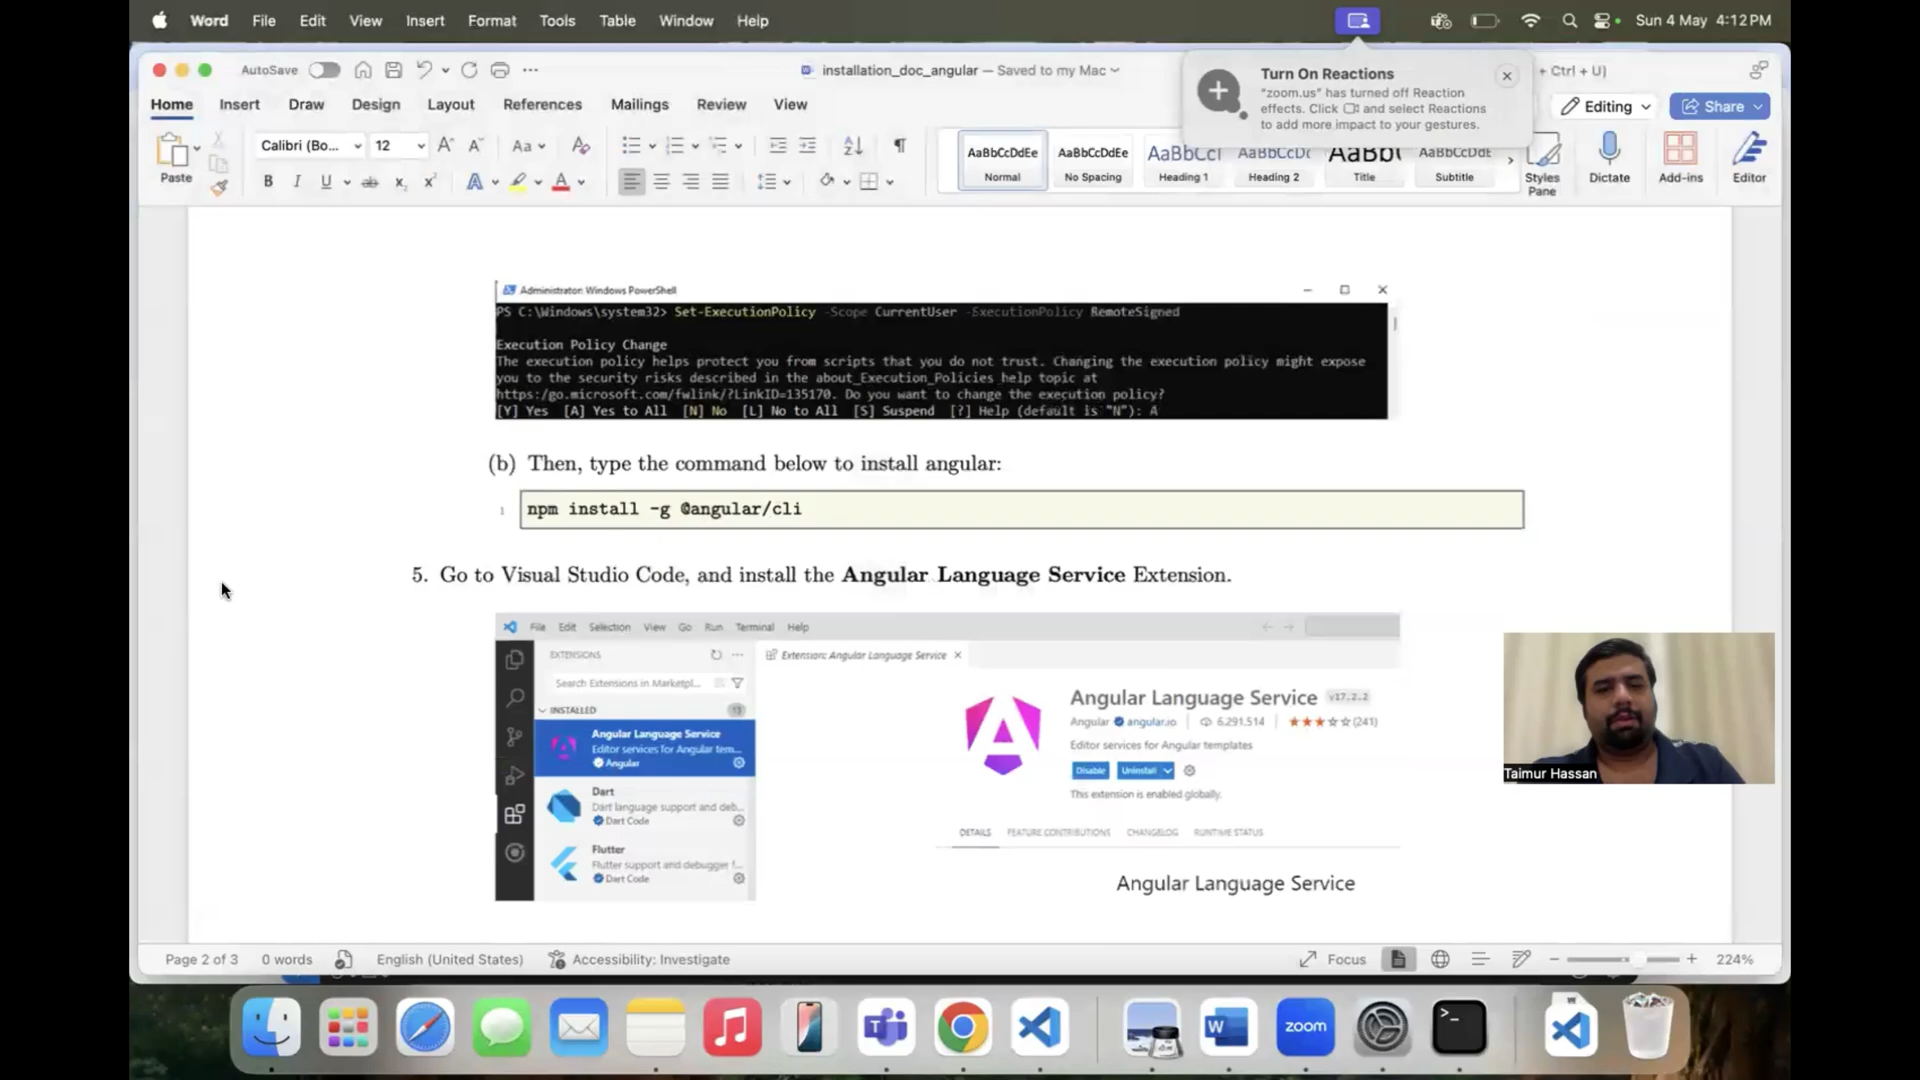 Word File Edit View Insert Format Tools Table Window Help Sun 4 May 4:12 PM
AutoSave installation_doc_angular — Saved to my Mac + Ctrl + U)
Turn On Reactions
"zoom.us" has turned off Reaction
effects. Click and select Reactions
to add more impact to your gestures.
Home Insert Draw Design Layout References Mailings Review View Editing Share
Calibri (Bo... 12
Paste
AaBbCcDdEe AaBbCcDdEe AaBbCcI AaBbCcDc AaBb( AaBbCcDdE
Normal No Spacing Heading 1 Heading 2 Title Subtitle
Styles Pane Dictate Add-ins Editor
Administrator: Windows PowerShell
PS C:\Windows\system32> Set-ExecutionPolicy -Scope CurrentUser -ExecutionPolicy RemoteSigned
Execution Policy Change
The execution policy helps protect you from scripts that you do not trust. Changing the execution policy might expose
you to the security risks described in the about_Execution_Policies help topic at
https:/go.microsoft.com/fwlink/?LinkID=135170. Do you want to change the execution policy?
[Y] Yes [A] Yes to All [N] No [L] No to All [S] Suspend [?] Help (default is "N"): A
(b) Then, type the command below to install angular:
1 npm install -g @angular/cli
5. Go to Visual Studio Code, and install the Angular Language Service Extension.
File Edit Selection View Go Run Terminal Help
EXTENSIONS
Extension: Angular Language Service
Search Extensions in Marketpl...
INSTALLED 13
Angular Language Service
Editor services for Angular tem...
Angular
Dart
Dart language support and deb...
Dart Code
Flutter
Flutter support and debugger f...
Dart Code
Angular Language Service v17.2.2
Angular angular.io 6,291,514 (241)
Editor services for Angular templates
Disable Uninstall
This extension is enabled globally.
DETAILS FEATURE CONTRIBUTIONS CHANGELOG RUNTIME STATUS
Angular Language Service
Taimur Hassan
Page 2 of 3 0 words English (United States) Accessibility: Investigate Focus 224%
zoom